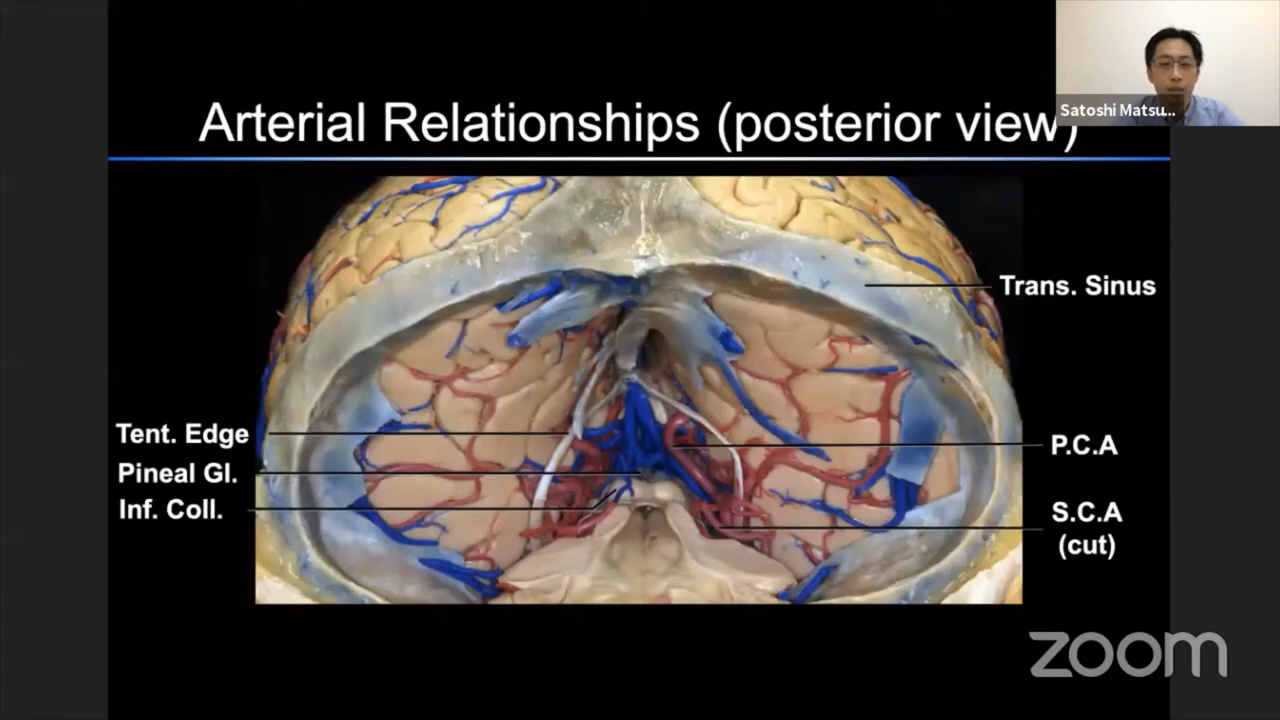 Satoshi Matsu...
Arterial Relationships (posterior view)
Trans. Sinus
Tent. Edge
Pineal Gl.
Inf. Coll.
P.C.A
S.C.A
(cut)
zoom